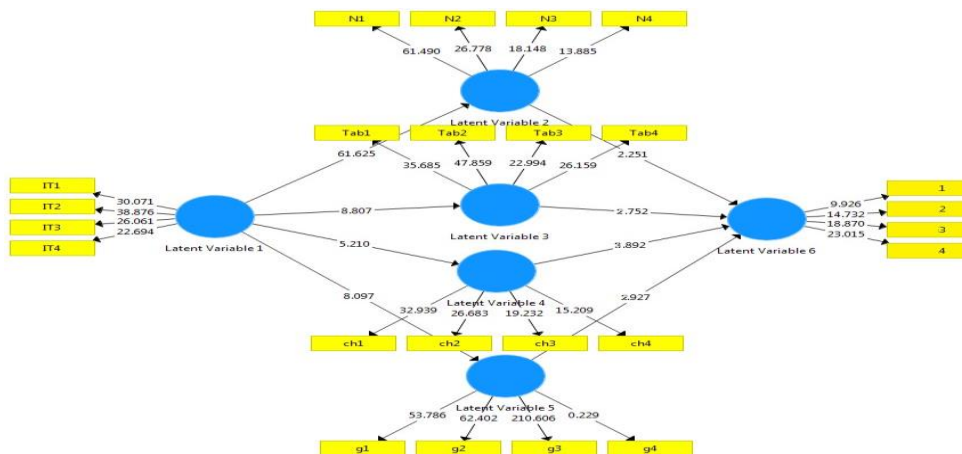 N1 N2 N3 N4
61.490 26.778 18.148 13.885
Latent Variable 2
Tab1 Tab2 Tab3 Tab4
61.625 35.685 47.859 22.994 26.159 2.251
IT1
IT2
IT3
IT4
30.071
38.876
26.061
22.694
Latent Variable 1
8.807
Latent Variable 3
2.752
9.926
14.732
18.870
23.015
1
2
3
4
Latent Variable 6
5.210
3.892
8.097
Latent Variable 4
2.927
32.939 26.683 19.232 15.209
ch1 ch2 ch3 ch4
Latent Variable 5
53.786 62.402 210.606 0.229
g1 g2 g3 g4